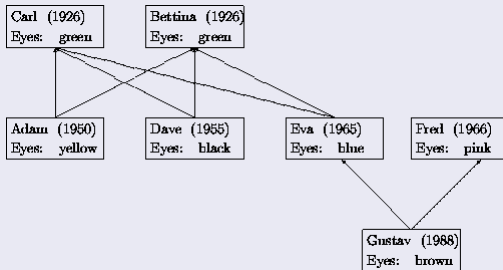 Carl (1926)
Eyes: green
Bettina (1926)
Eyes: green
Adam (1950)
Eyes: yellow
Dave (1955)
Eyes: black
Eva (1965)
Eyes: blue
Fred (1966)
Eyes: pink
Gustav (1988)
Eyes: brown